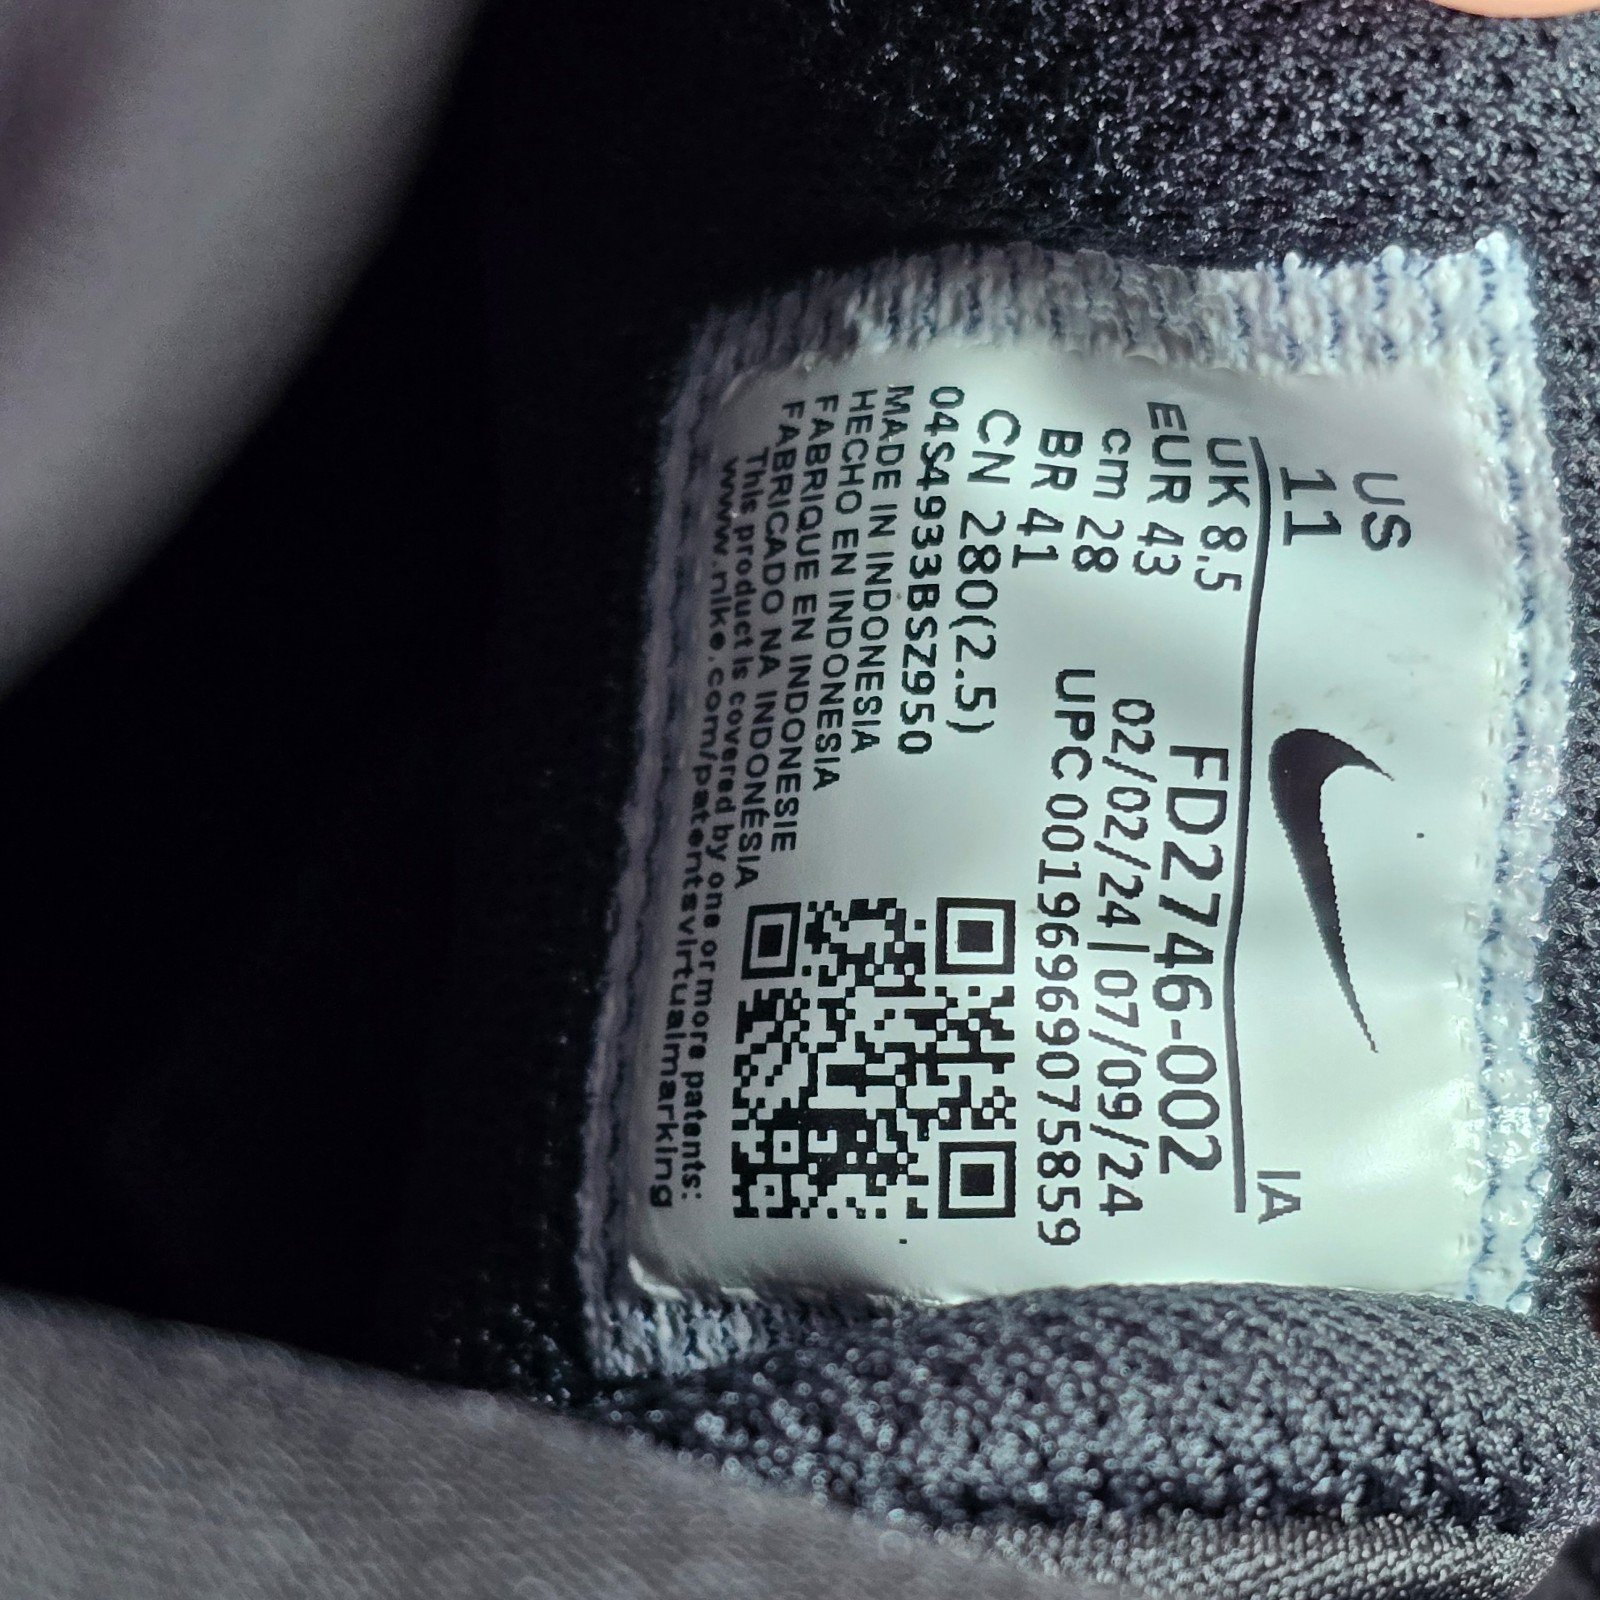 US
11
IA
UK 8.5
EUR 43
cm 28
BR 41
CN 280(2.5)
FD2746-002
02/02/24|07/09/24
UPC 00196969075859
04S4933BSZ950
MADE IN INDONESIA
HECHO EN INDONESIA
FABRIQUE EN INDONESIE
FABRICADO NA INDONÉSIA
This product is covered by one or more patents:
www.nike.com/patentsvirtualmarking